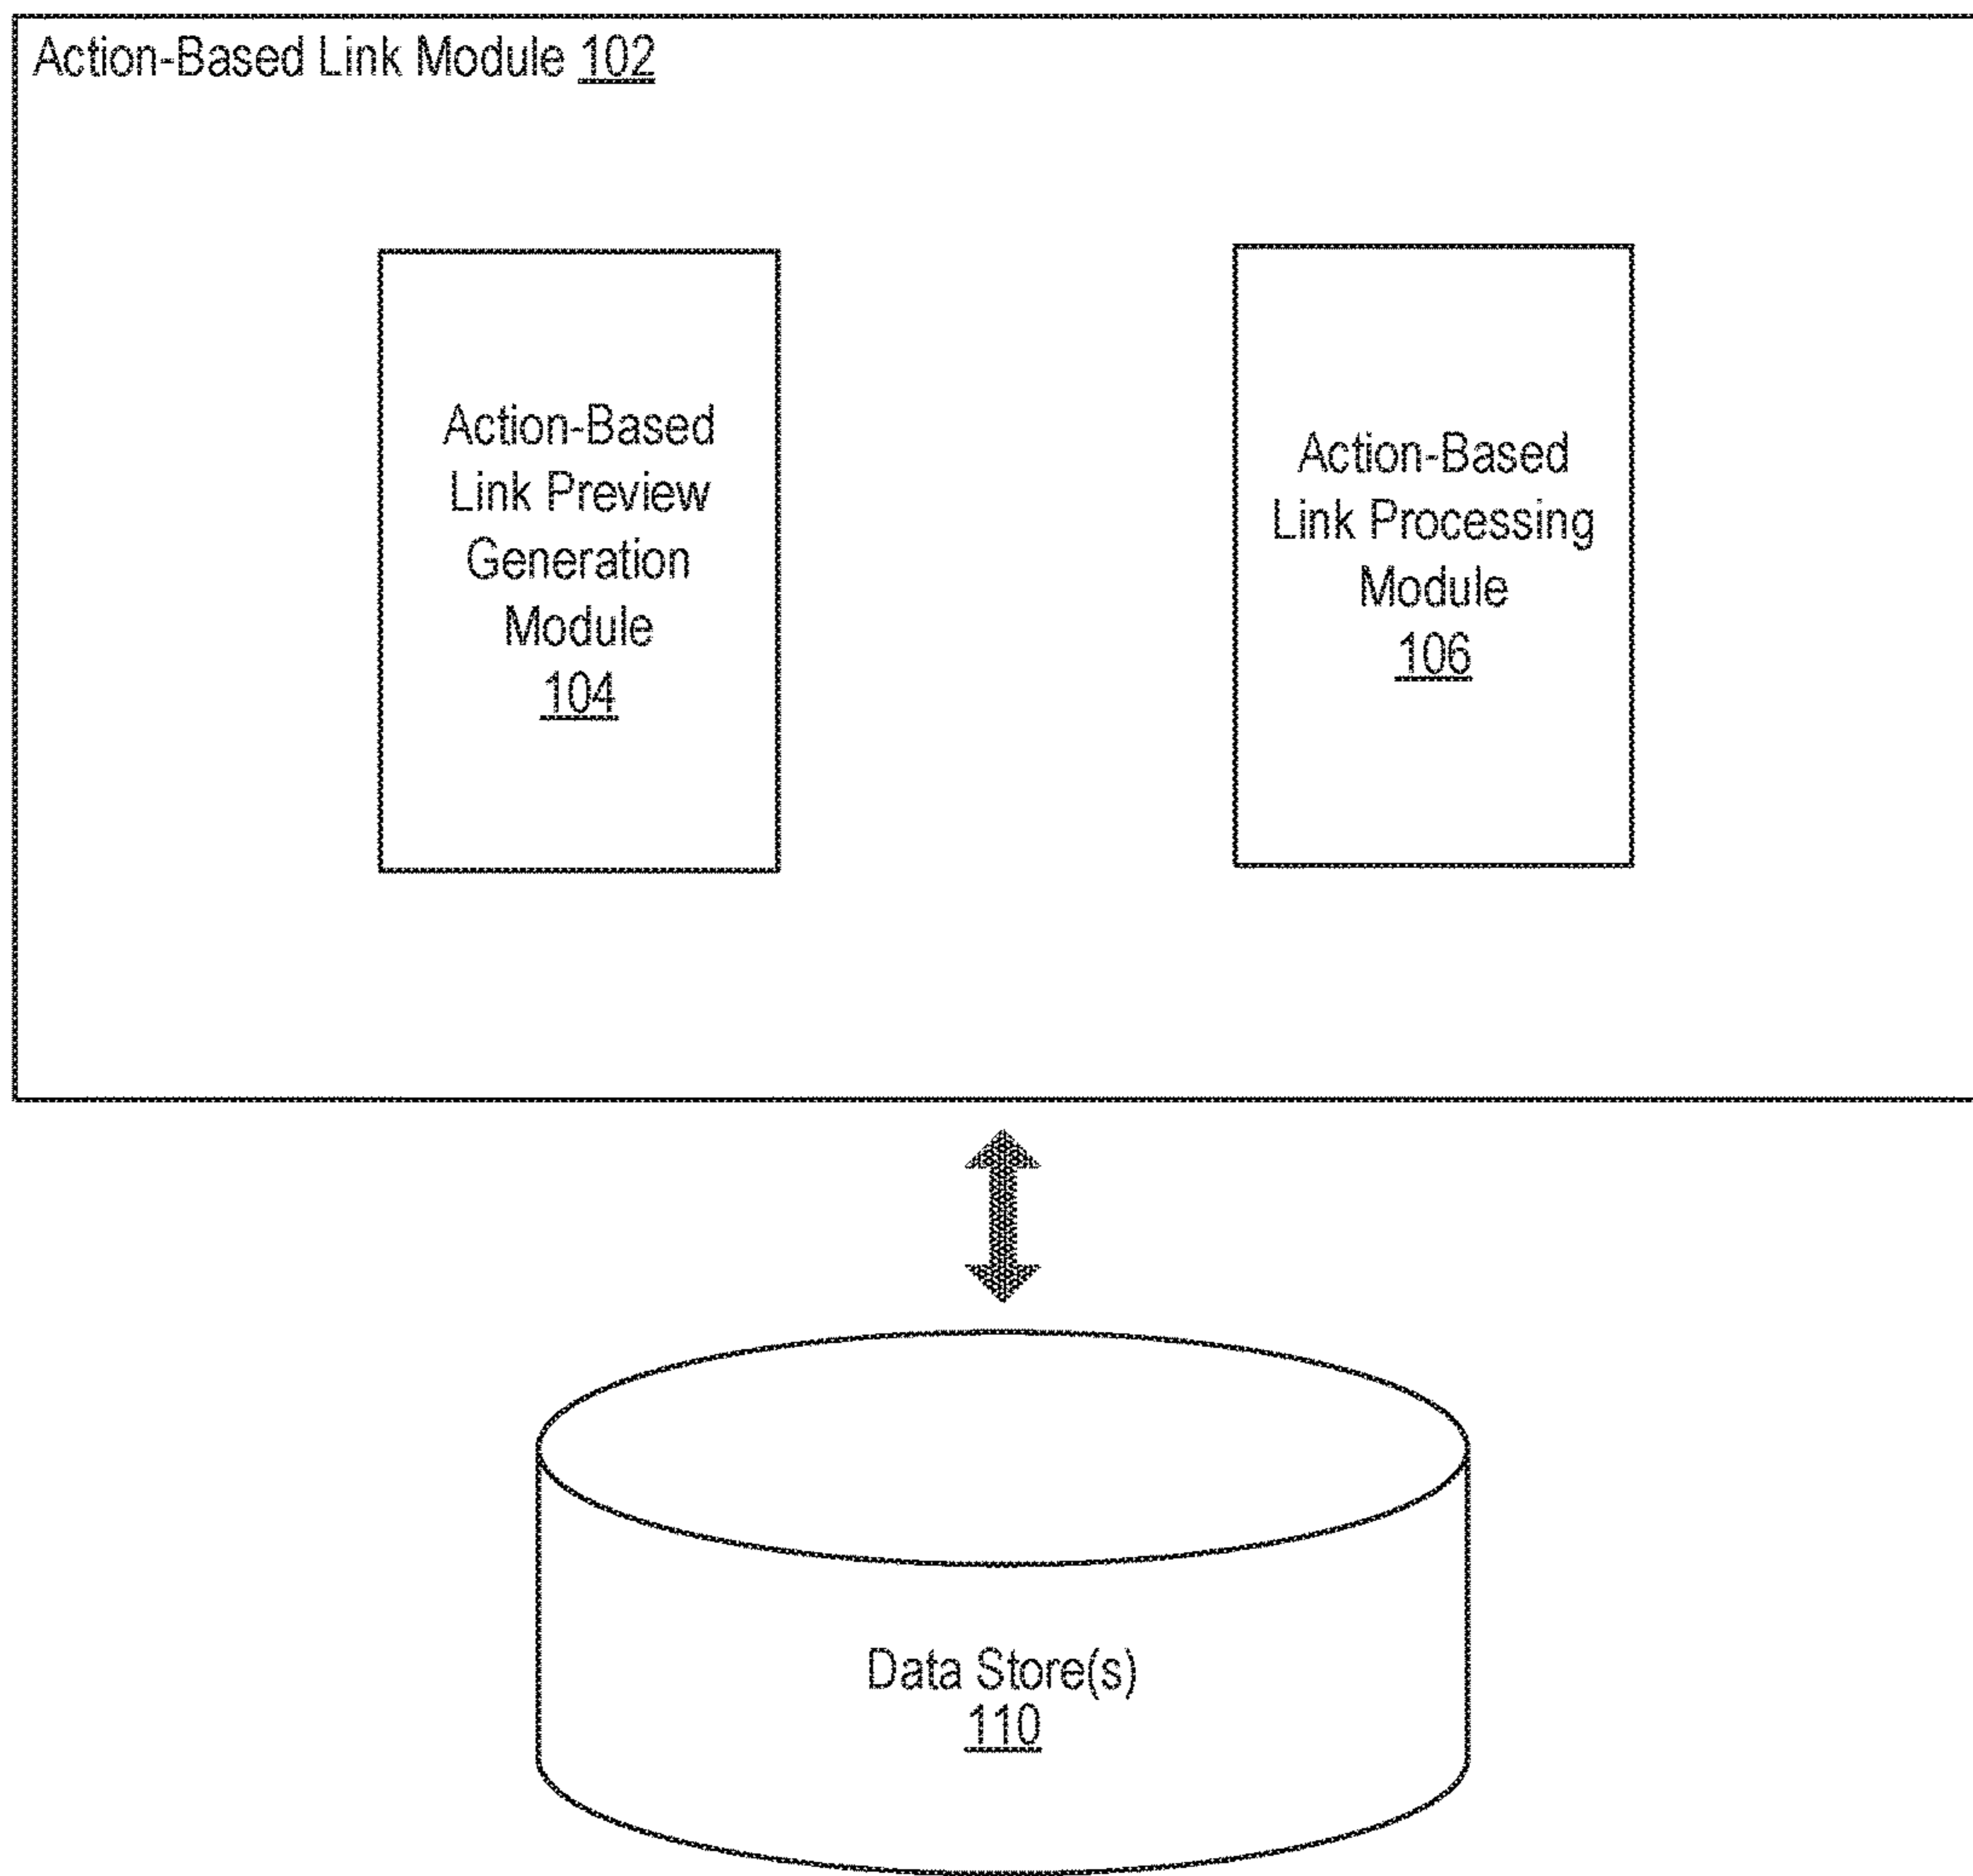 Action-Based Link Module 102
Action-Based
Link Preview
Generation
Module
104
Action-Based
Link Processing
Module
106
Data Store(s)
110